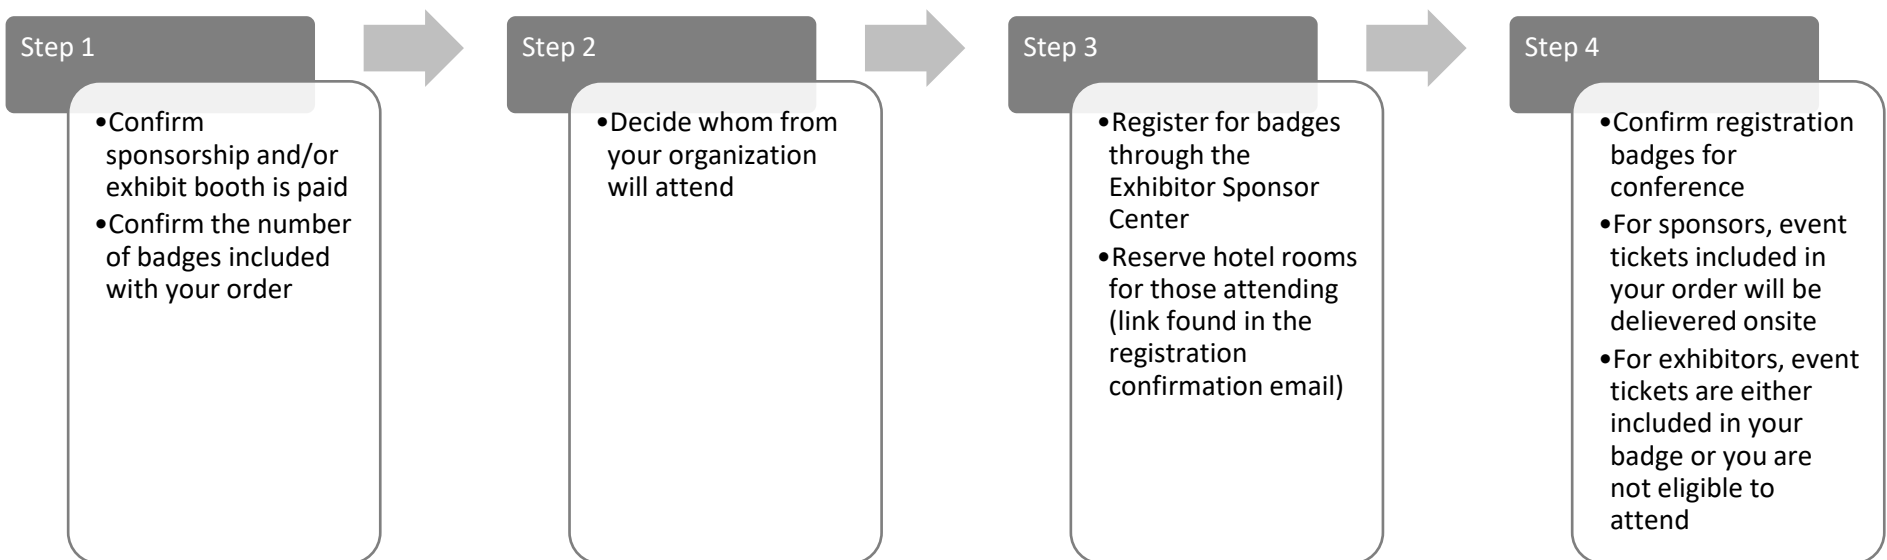 Step 1
•Confirm
sponsorship and/or
exhibit booth is paid
•Confirm the number
of badges included
with your order
Step 2
•Decide whom from
your organization
will attend
Step 3
•Register for badges
through the
Exhibitor Sponsor
Center
•Reserve hotel rooms
for those attending
(link found in the
registration
confirmation email)
Step 4
•Confirm registration
badges for
conference
•For sponsors, event
tickets included in
your order will be
delievered onsite
•For exhibitors, event
tickets are either
included in your
badge or you are
not eligible to
attend